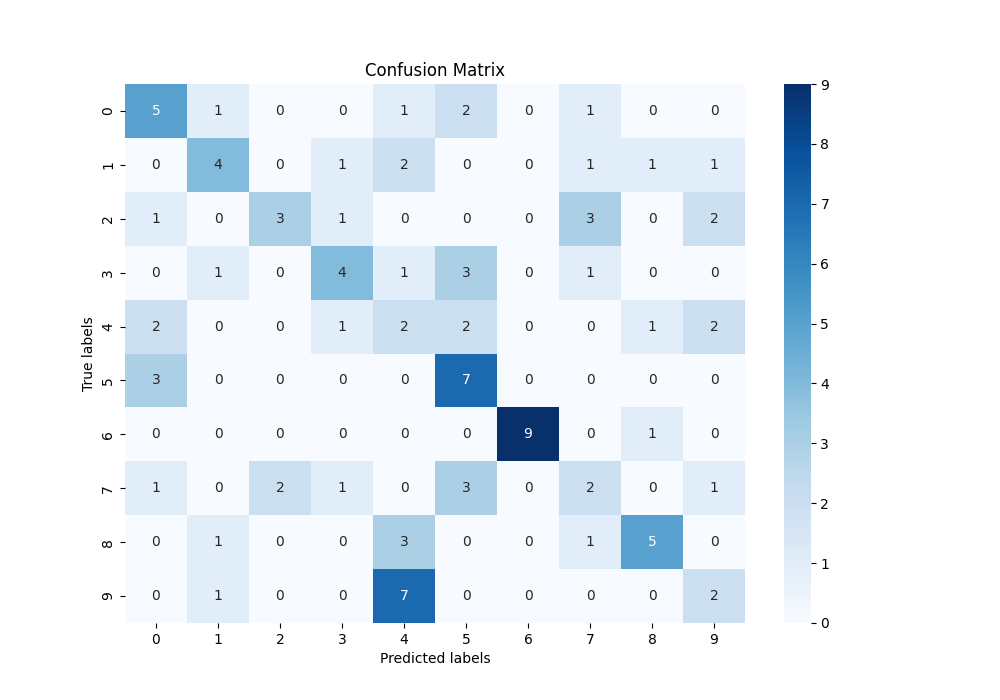 Confusion Matrix
0 5 1 0 0 1 2 0 1 0 0
1 0 4 0 1 2 0 0 1 1 1
2 1 0 3 1 0 0 0 3 0 2
3 0 1 0 4 1 3 0 1 0 0
4 2 0 0 1 2 2 0 0 1 2
5 3 0 0 0 0 7 0 0 0 0
6 0 0 0 0 0 0 9 0 1 0
7 1 0 2 1 0 3 0 2 0 1
8 0 1 0 0 3 0 0 1 5 0
9 0 1 0 0 7 0 0 0 0 2
0 1 2 3 4 5 6 7 8 9
Predicted labels
True labels
9
8
7
6
5
4
3
2
1
0